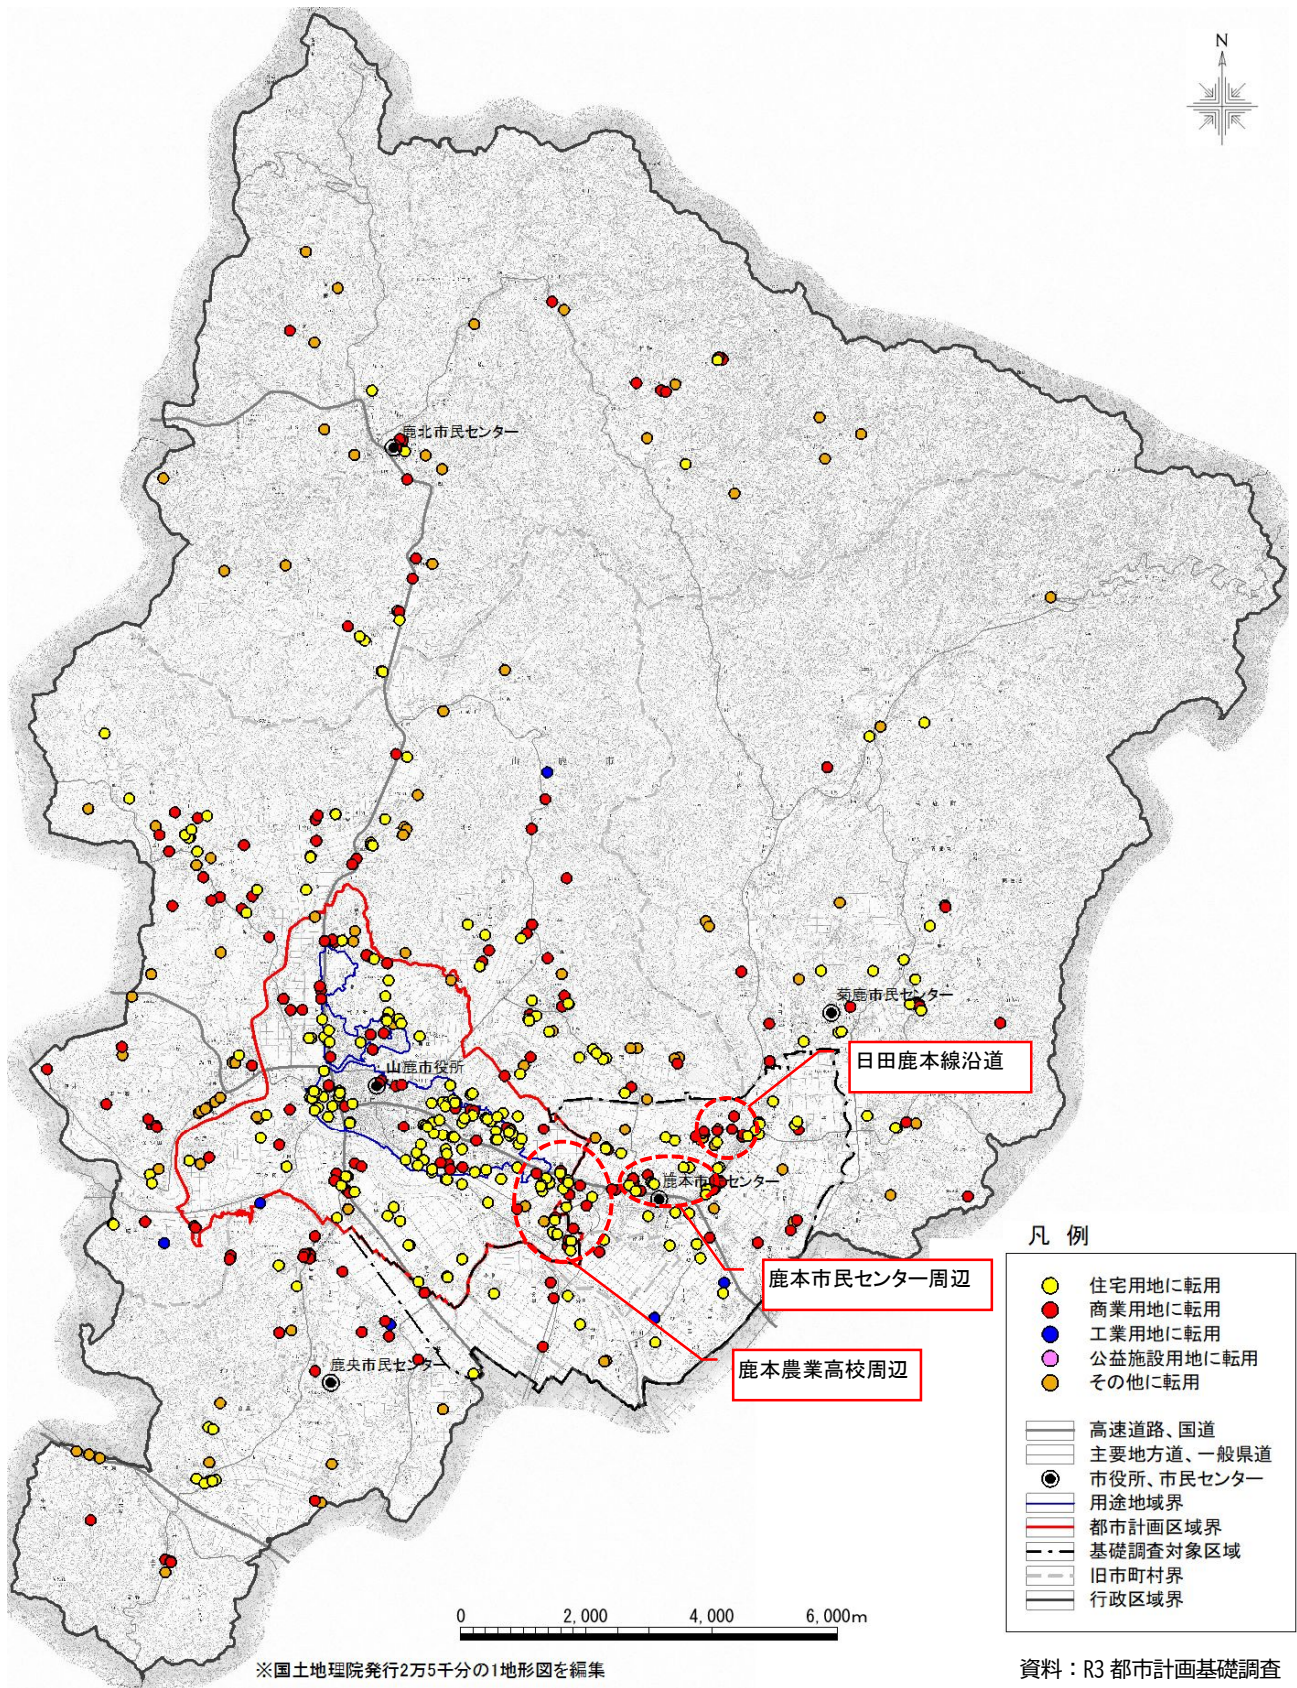 N
鹿北市民センター
山鹿市
菊鹿市民センター
日田鹿本線沿道
山鹿市役所
鹿本市民センター
鹿本市民センター周辺
鹿本農業高校周辺
鹿央市民センター
凡 例
住宅用地に転用
商業用地に転用
工業用地に転用
公益施設用地に転用
その他に転用
高速道路、国道
主要地方道、一般県道
市役所、市民センター
用途地域界
都市計画区域界
基礎調査対象区域
旧市町村界
行政区域界
0 2,000 4,000 6,000m
※国土地理院発行2万5千分の1地形図を編集
資料：R3 都市計画基礎調査